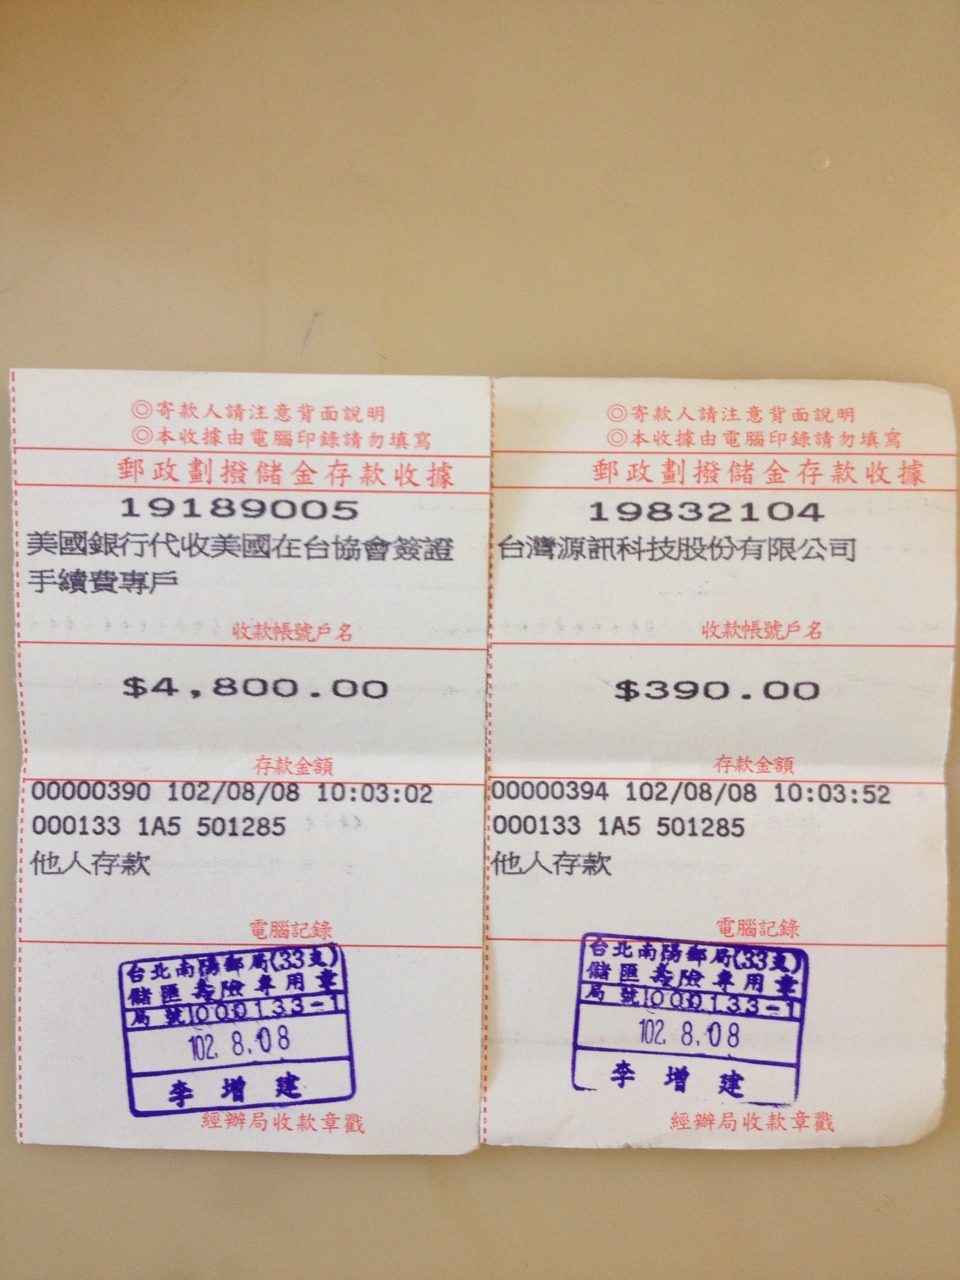 ◎寄款人請注意背面說明
◎本收據由電腦印錄請勿填寫
郵政劃撥儲金存款收據
19189005
美國銀行代收美國在台協會簽證
手續費專戶
收款帳號戶名
$4,800.00
存款金額
00000390 102/08/08 10:03:02
000133 1A5 501285
他人存款
電腦記錄
台北南陽郵局(33支)
儲匯壽險專用章
局號000133-1
102.8.08
李增建
經辦局收款章戳
◎寄款人請注意背面說明
◎本收據由電腦印錄請勿填寫
郵政劃撥儲金存款收據
19832104
台灣源訊科技股份有限公司
收款帳號戶名
$390.00
存款金額
00000394 102/08/08 10:03:52
000133 1A5 501285
他人存款
電腦記錄
台北南陽郵局(33支)
儲匯壽險專用章
局號000133-1
102.8.08
李增建
經辦局收款章戳